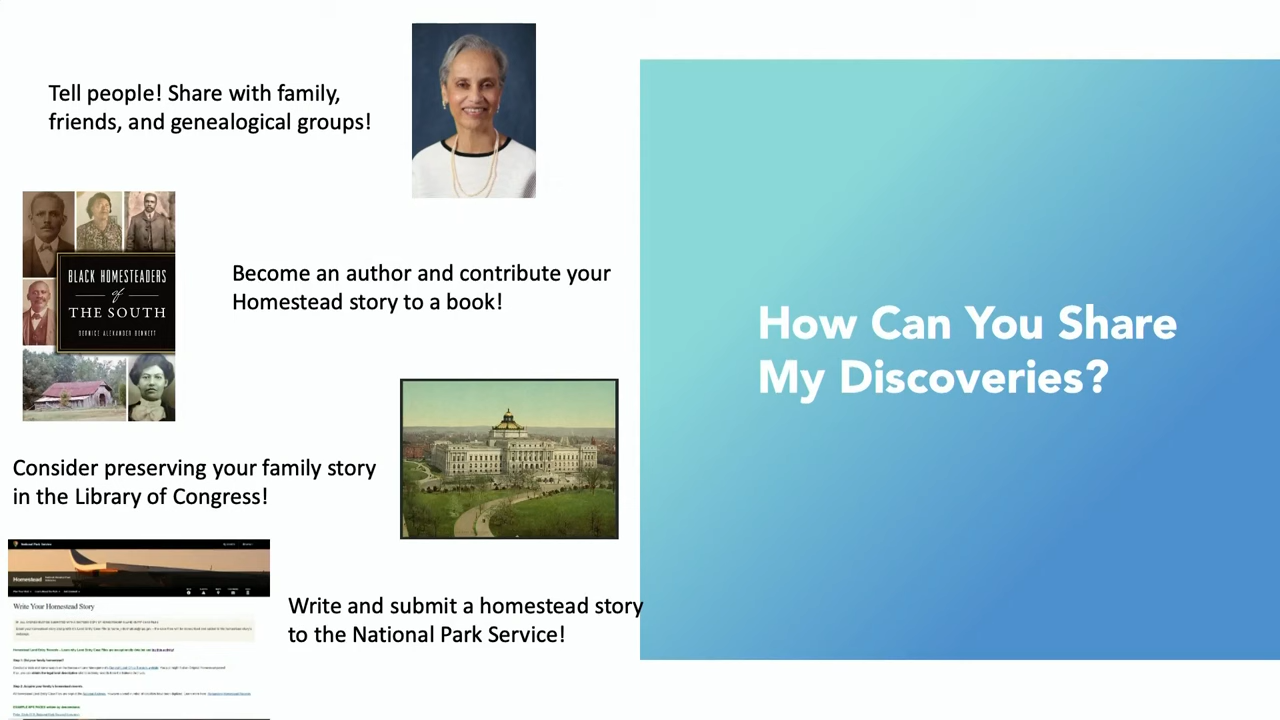 Tell people! Share with family,
friends, and genealogical groups!
BLACK HOMESTEADERS
of
THE SOUTH
BERNICE ALEXANDER BENNETT
Become an author and contribute your
Homestead story to a book!
Consider preserving your family story
in the Library of Congress!
National Park Service
Homestead
Write Your Homestead Story
Write and submit a homestead story
to the National Park Service!
How Can You Share
My Discoveries?